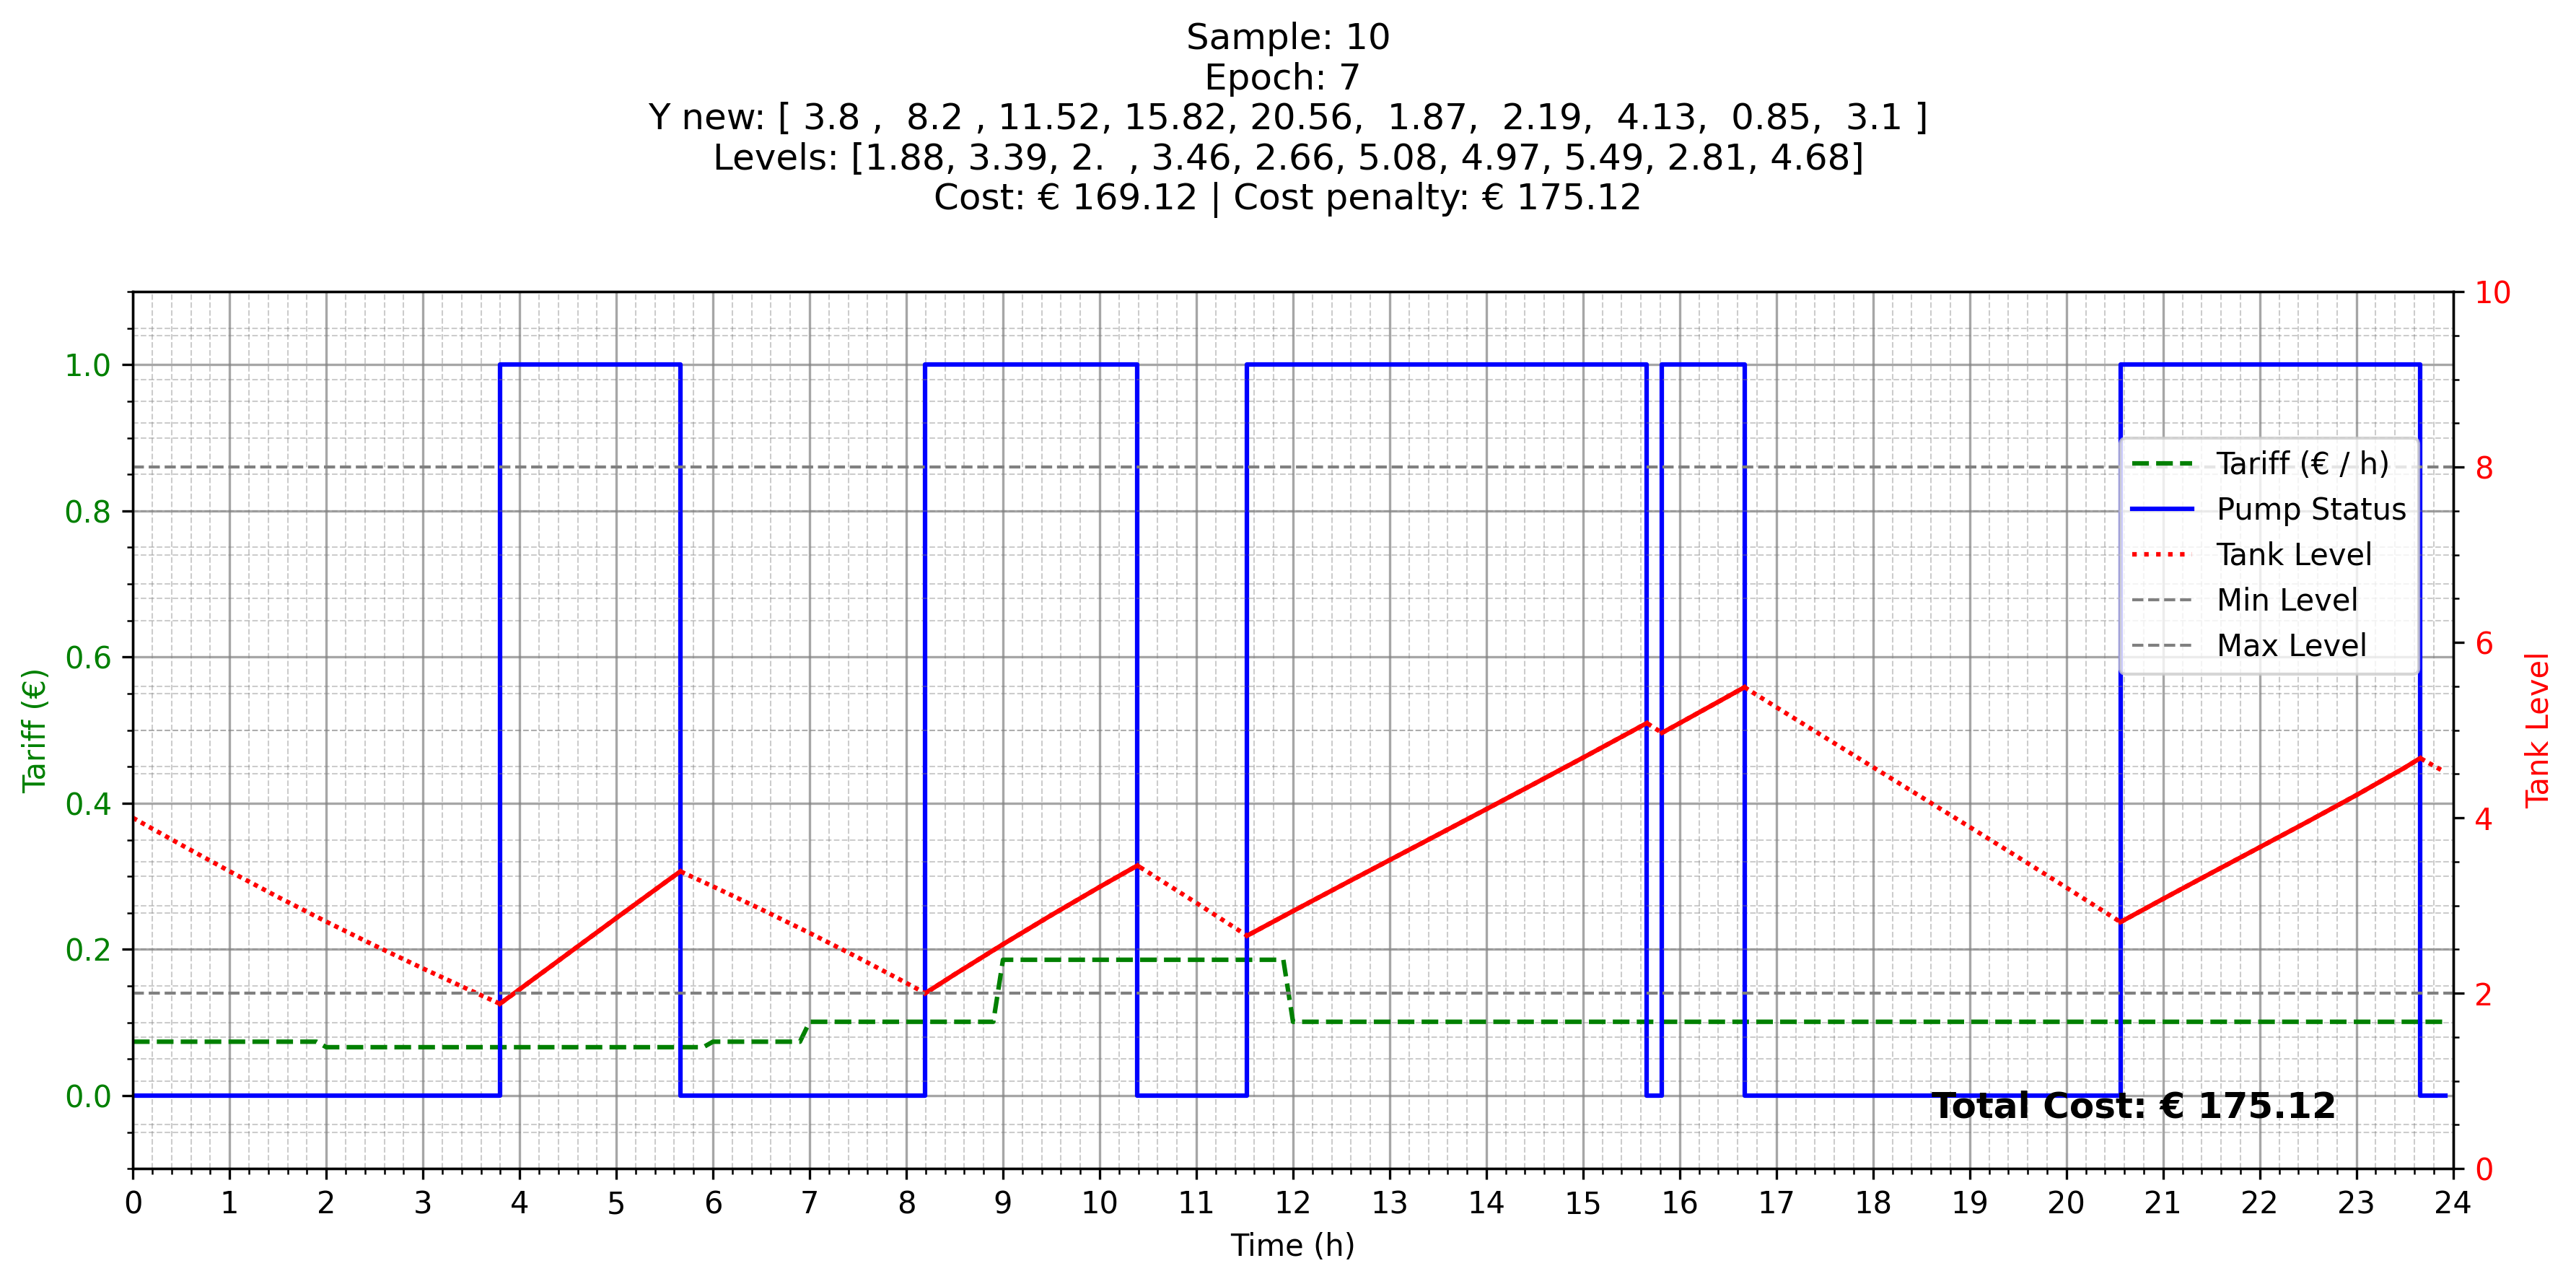 Sample: 10
Epoch: 7
Y new: [ 3.8 ,  8.2 , 11.52, 15.82, 20.56,  1.87,  2.19,  4.13,  0.85,  3.1 ]
Levels: [1.88, 3.39, 2.  , 3.46, 2.66, 5.08, 4.97, 5.49, 2.81, 4.68]
Cost: € 169.12 | Cost penalty: € 175.12
10
1.0
8
0.8
6
0.6
4
0.4
2
0.2
0
0.0
Tariff (€)
Tank Level
Tariff (€ / h)
Pump Status
Tank Level
Min Level
Max Level
Total Cost: € 175.12
0 1 2 3 4 5 6 7 8 9 10 11 12 13 14 15 16 17 18 19 20 21 22 23 24
Time (h)